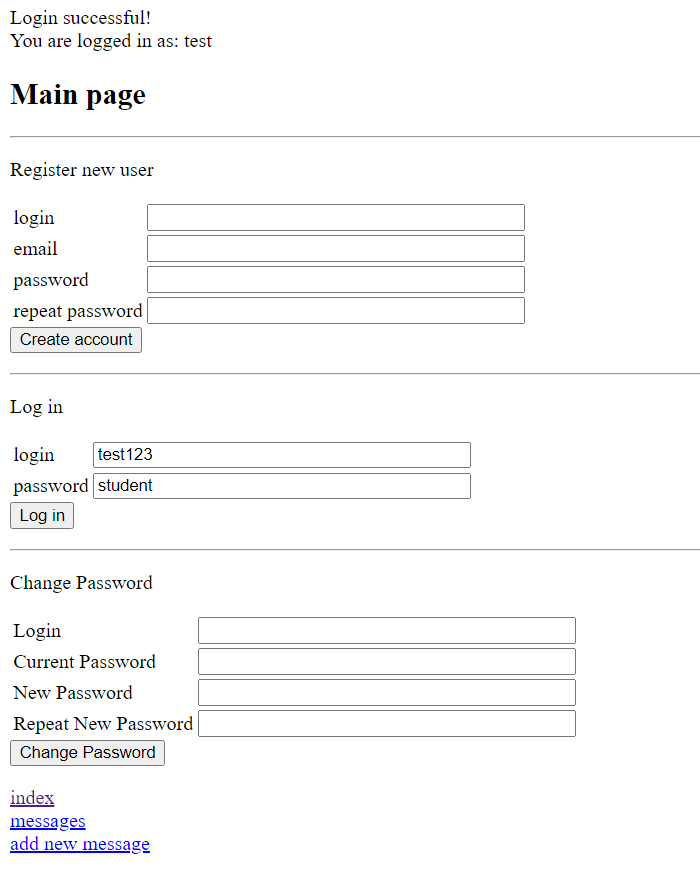 Login successful!
You are logged in as: test
Main page
Register new user
login
email
password
repeat password
Create account
Log in
login test123
password student
Log in
Change Password
Login
Current Password
New Password
Repeat New Password
Change Password
index
messages
add new message